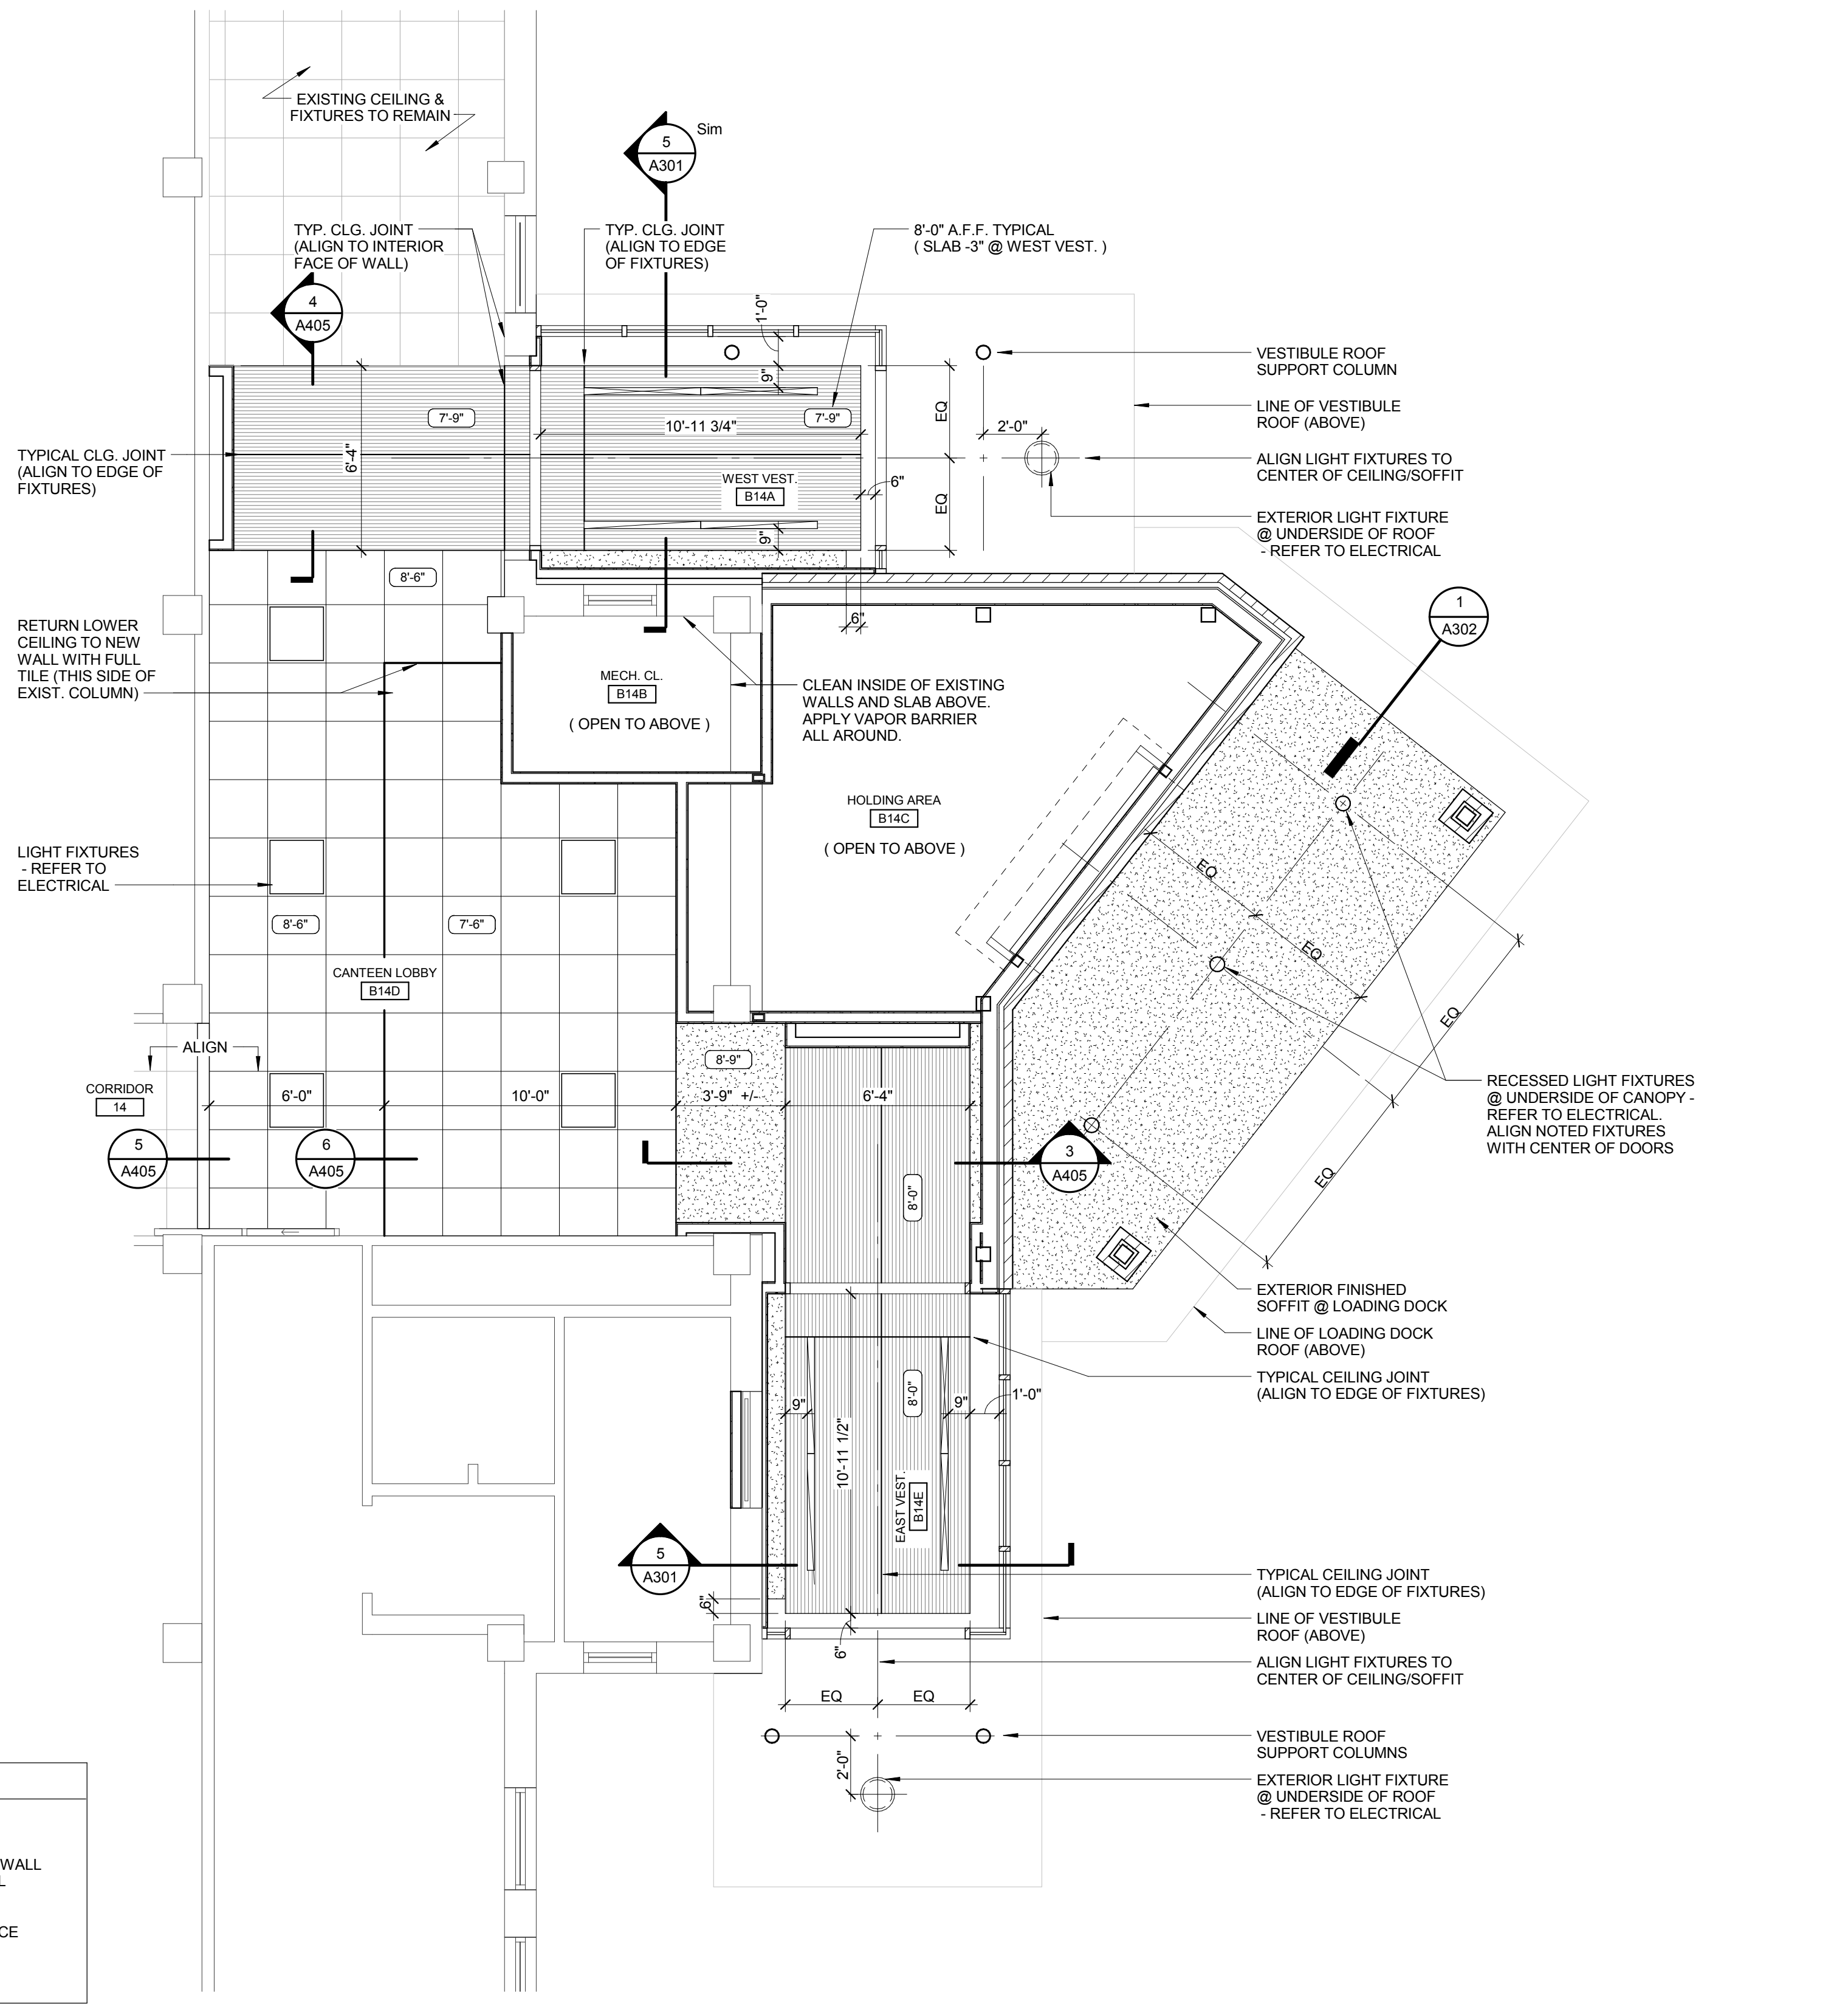 EXISTING CEILING &
FIXTURES TO REMAIN
5
A301
Sim
TYP. CLG. JOINT
(ALIGN TO INTERIOR
FACE OF WALL)
TYP. CLG. JOINT
(ALIGN TO EDGE
OF FIXTURES)
8'-0" A.F.F. TYPICAL
( SLAB -3" @ WEST VEST. )
4
A405
1'-0"
9"
7'-9"
7'-9"
10'-11 3/4"
6'-4"
EQ
EQ
2'-0"
6"
WEST VEST.
B14A
9"
TYPICAL CLG. JOINT
(ALIGN TO EDGE OF
FIXTURES)
VESTIBULE ROOF
SUPPORT COLUMN
LINE OF VESTIBULE
ROOF (ABOVE)
ALIGN LIGHT FIXTURES TO
CENTER OF CEILING/SOFFIT
EXTERIOR LIGHT FIXTURE
@ UNDERSIDE OF ROOF
- REFER TO ELECTRICAL
8'-6"
6"
1
A302
RETURN LOWER
CEILING TO NEW
WALL WITH FULL
TILE (THIS SIDE OF
EXIST. COLUMN)
MECH. CL.
B14B
( OPEN TO ABOVE )
CLEAN INSIDE OF EXISTING
WALLS AND SLAB ABOVE.
APPLY VAPOR BARRIER
ALL AROUND.
HOLDING AREA
B14C
( OPEN TO ABOVE )
LIGHT FIXTURES
- REFER TO
ELECTRICAL
8'-6"
7'-6"
CANTEEN LOBBY
B14D
EQ
EQ
EQ
EQ
ALIGN
CORRIDOR
14
8'-9"
6'-0"
10'-0"
3'-9" +/-
6'-4"
5
A405
6
A405
3
A405
8'-0"
RECESSED LIGHT FIXTURES
@ UNDERSIDE OF CANOPY -
REFER TO ELECTRICAL.
ALIGN NOTED FIXTURES
WITH CENTER OF DOORS
EXTERIOR FINISHED
SOFFIT @ LOADING DOCK
LINE OF LOADING DOCK
ROOF (ABOVE)
TYPICAL CEILING JOINT
(ALIGN TO EDGE OF FIXTURES)
8'-0"
9"
9"
1'-0"
10'-11 1/2"
EAST VEST.
B14E
5
A301
6"
6"
TYPICAL CEILING JOINT
(ALIGN TO EDGE OF FIXTURES)
LINE OF VESTIBULE
ROOF (ABOVE)
ALIGN LIGHT FIXTURES TO
CENTER OF CEILING/SOFFIT
EQ
EQ
2'-0"
VESTIBULE ROOF
SUPPORT COLUMNS
EXTERIOR LIGHT FIXTURE
@ UNDERSIDE OF ROOF
- REFER TO ELECTRICAL
WALL